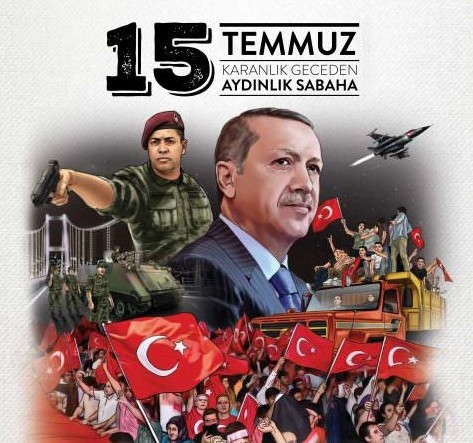 15 TEMMUZ
KARANLIK GECEDEN
AYDINLIK SABAHA